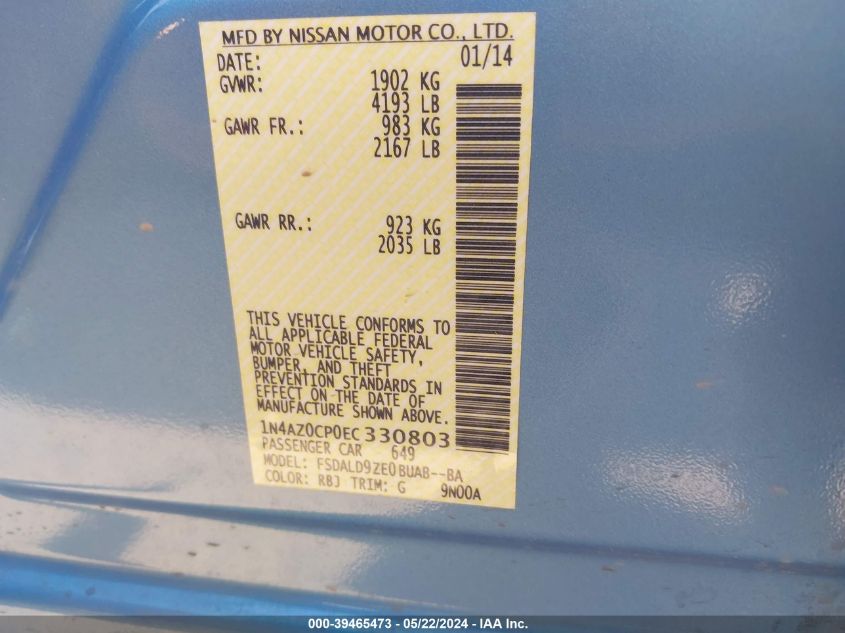 MFD BY NISSAN MOTOR CO., LTD.
DATE: 01/14
GVWR: 1902 KG
4193 LB
GAWR FR.: 983 KG
2167 LB
GAWR RR.: 923 KG
2035 LB
THIS VEHICLE CONFORMS TO
ALL APPLICABLE FEDERAL
MOTOR VEHICLE SAFETY,
BUMPER, AND THEFT
PREVENTION STANDARDS IN
EFFECT ON THE DATE OF
MANUFACTURE SHOWN ABOVE.
1N4AZ0CP0EC330803
PASSENGER CAR 649
MODEL: FSDALD9ZE0BUAB--BA
COLOR: RBJ TRIM: G 9N00A
000-39465473 - 05/22/2024 - IAA Inc.